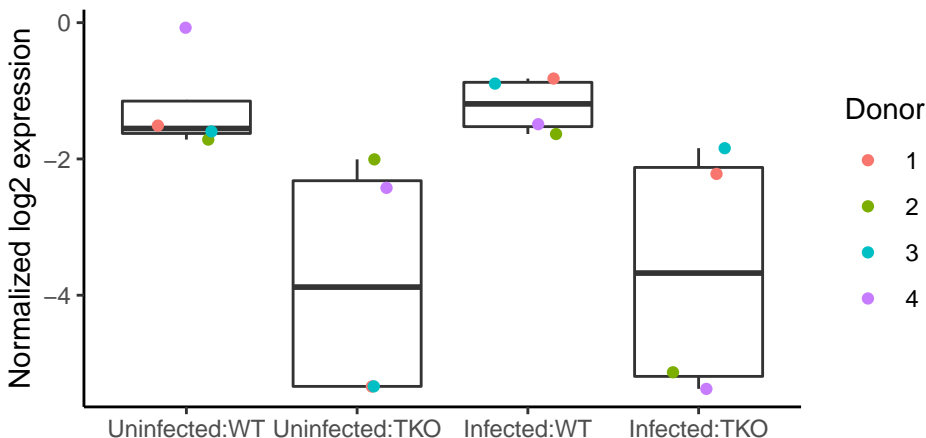 Normalized log2 expression
0
−2
−4
Uninfected:WT
Uninfected:TKO
Infected:WT
Infected:TKO
Donor
1
2
3
4